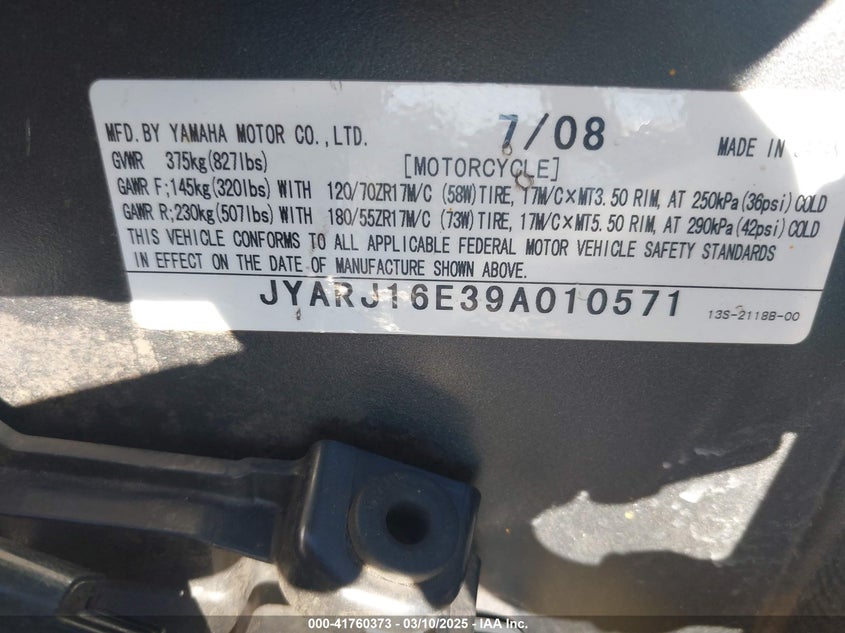 MFD. BY YAMAHA MOTOR CO., LTD. 7/08 MADE IN
GVWR 375kg(827lbs) [MOTORCYCLE]
GAWR F:145kg(320lbs) WITH 120/70ZR17M/C (58W)TIRE, 17M/C×MT3.50 RIM, AT 250kPa(36psi)COLD
GAWR R:230kg(507lbs) WITH 180/55ZR17M/C (73W)TIRE, 17M/C×MT5.50 RIM, AT 290kPa(42psi)COLD
THIS VEHICLE CONFORMS TO ALL APPLICABLE FEDERAL MOTOR VEHICLE SAFETY STANDARDS
IN EFFECT ON THE DATE OF MANUFACTURE SHOWN ABOVE.
JYARJ16E39A010571 13S-2118B-00
000-41760373 - 03/10/2025 - © IAA Inc.